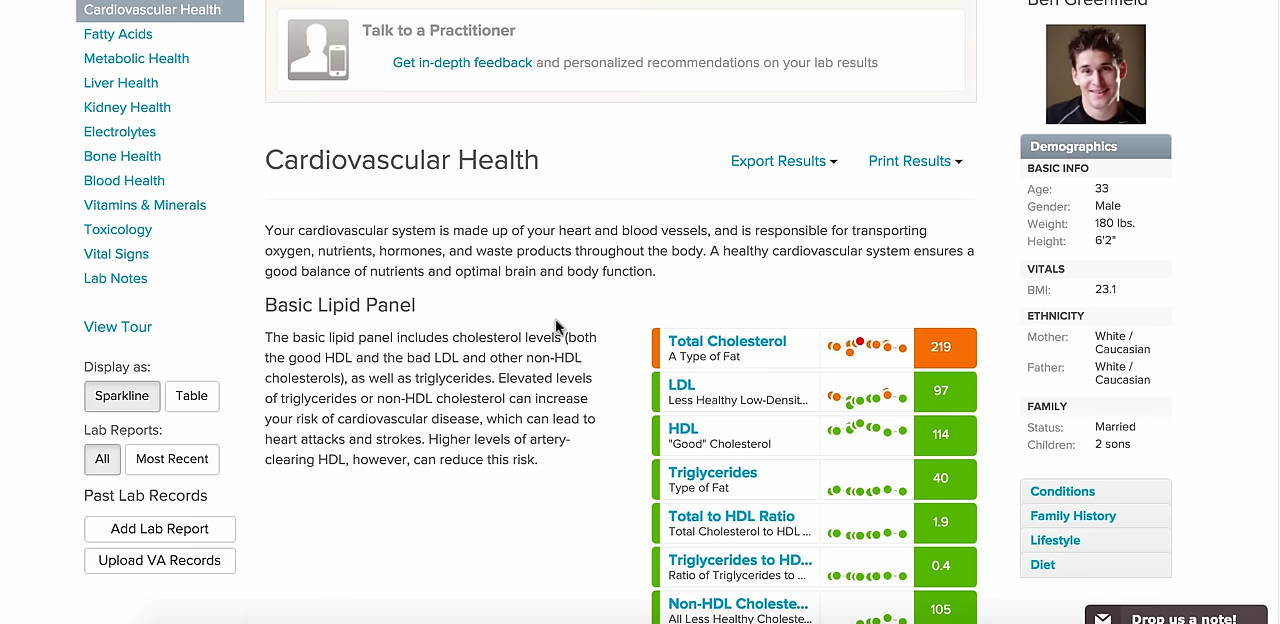 Cardiovascular Health
Fatty Acids
Metabolic Health
Liver Health
Kidney Health
Electrolytes
Bone Health
Blood Health
Vitamins & Minerals
Toxicology
Vital Signs
Lab Notes
View Tour
Display as:
Sparkline Table
Lab Reports:
All Most Recent
Past Lab Records
Add Lab Report
Upload VA Records
Talk to a Practitioner
Get in-depth feedback and personalized recommendations on your lab results
Cardiovascular Health
Export Results Print Results
Your cardiovascular system is made up of your heart and blood vessels, and is responsible for transporting
oxygen, nutrients, hormones, and waste products throughout the body. A healthy cardiovascular system ensures a
good balance of nutrients and optimal brain and body function.
Basic Lipid Panel
The basic lipid panel includes cholesterol levels (both
the good HDL and the bad LDL and other non-HDL
cholesterols), as well as triglycerides. Elevated levels
of triglycerides or non-HDL cholesterol can increase
your risk of cardiovascular disease, which can lead to
heart attacks and strokes. Higher levels of artery-
clearing HDL, however, can reduce this risk.
Total Cholesterol
A Type of Fat
219
LDL
Less Healthy Low-Densit...
97
HDL
"Good" Cholesterol
114
Triglycerides
Type of Fat
40
Total to HDL Ratio
Total Cholesterol to HDL ...
1.9
Triglycerides to HD...
Ratio of Triglycerides to ...
0.4
Non-HDL Choleste...
All Less Healthy Choleste...
105
Ben Greenfield
Demographics
BASIC INFO
Age: 33
Gender: Male
Weight: 180 lbs.
Height: 6'2"
VITALS
BMI: 23.1
ETHNICITY
Mother: White /
Caucasian
Father: White /
Caucasian
FAMILY
Status: Married
Children: 2 sons
Conditions
Family History
Lifestyle
Diet
Drop us a note!